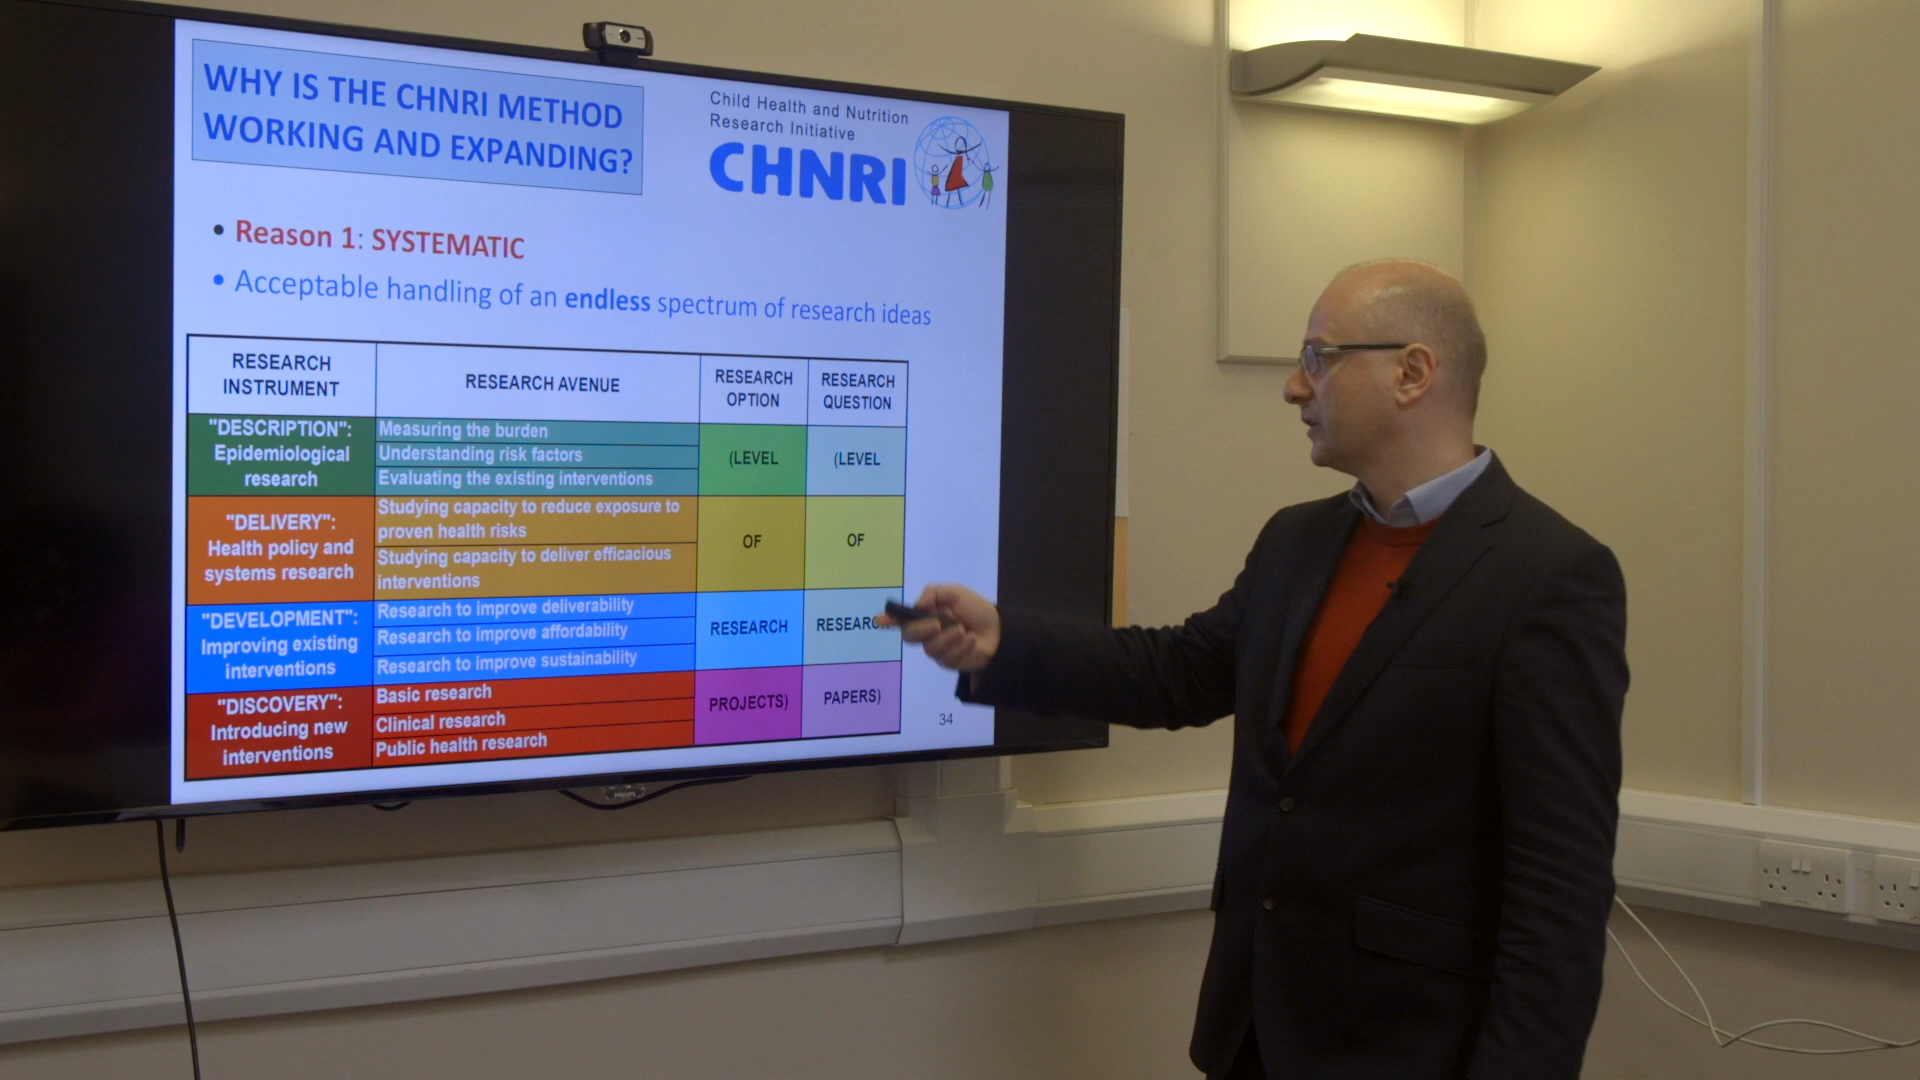 WHY IS THE CHNRI METHOD
WORKING AND EXPANDING?
Child Health and Nutrition
Research Initiative
CHNRI
• Reason 1: SYSTEMATIC
• Acceptable handling of an endless spectrum of research ideas
RESEARCH
INSTRUMENT
RESEARCH AVENUE
RESEARCH
OPTION
RESEARCH
QUESTION
"DESCRIPTION":
Epidemiological
research
Measuring the burden
Understanding risk factors
Evaluating the existing interventions
(LEVEL
(LEVEL
"DELIVERY":
Health policy and
systems research
Studying capacity to reduce exposure to
proven health risks
Studying capacity to deliver efficacious
interventions
OF
OF
"DEVELOPMENT":
Improving existing
interventions
Research to improve deliverability
Research to improve affordability
Research to improve sustainability
RESEARCH
RESEARCH
"DISCOVERY":
Introducing new
interventions
Basic research
Clinical research
Public health research
PROJECTS)
PAPERS)
34